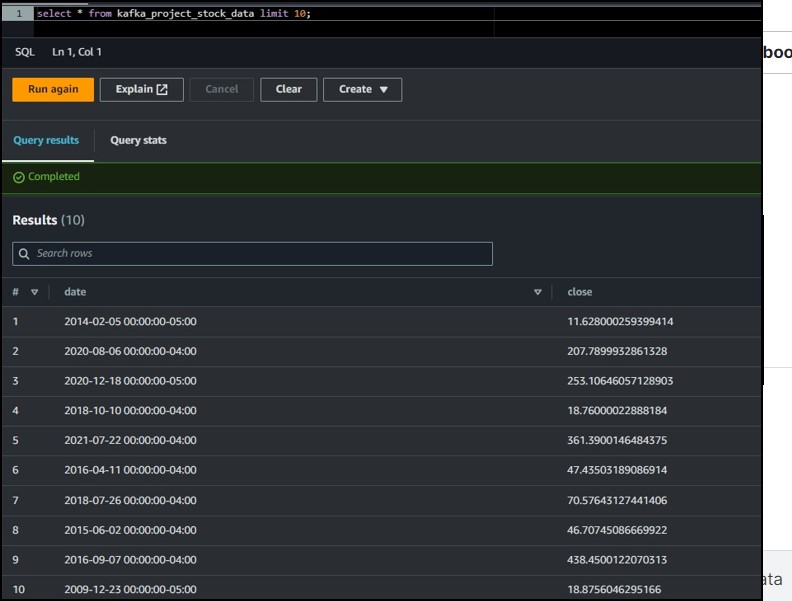 1 select * from kafka_project_stock_data limit 10;
boo
SQL Ln 1, Col 1
Run again Explain Cancel Clear Create
Query results Query stats
Completed
Results (10)
Search rows
# date close
1 2014-02-05 00:00:00-05:00 11.628000259399414
2 2020-08-06 00:00:00-04:00 207.7899932861328
3 2020-12-18 00:00:00-05:00 253.10646057128903
4 2018-10-10 00:00:00-04:00 18.76000022888184
5 2021-07-22 00:00:00-04:00 361.3900146484375
6 2016-04-11 00:00:00-04:00 47.43503189086914
7 2018-07-26 00:00:00-04:00 70.57643127441406
8 2015-06-02 00:00:00-04:00 46.70745086669922
9 2016-09-07 00:00:00-04:00 438.4500122070313
ata
10 2009-12-23 00:00:00-05:00 18.8756046295166